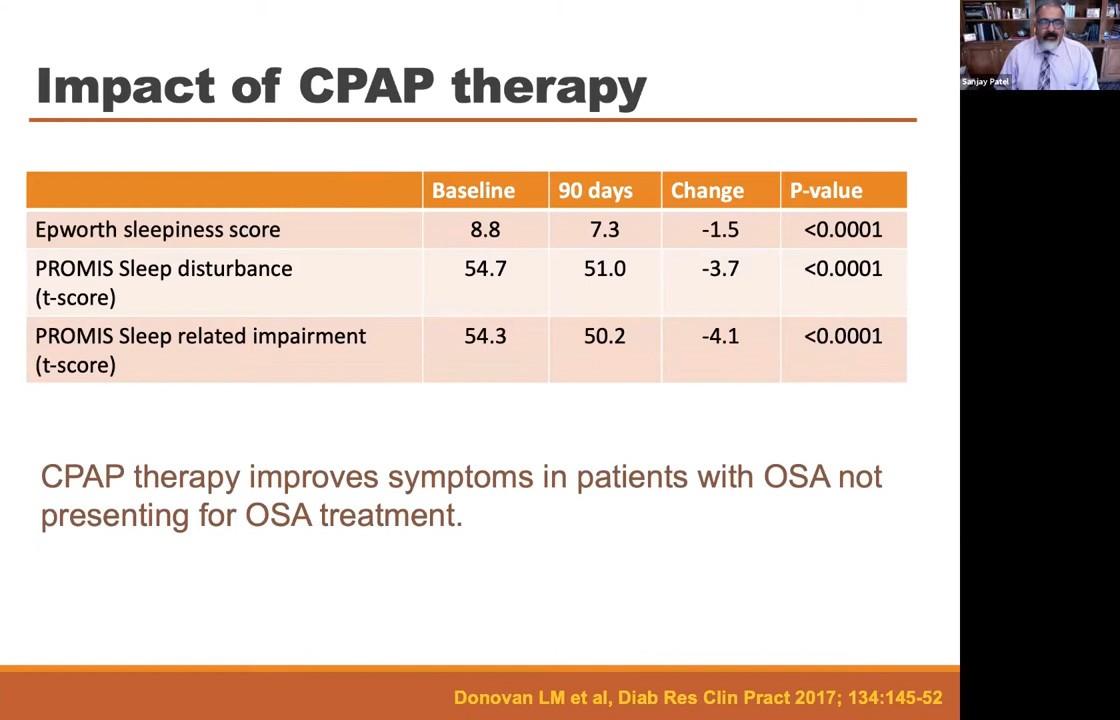 Impact of CPAP therapy
Sanjay Patel
Baseline 90 days Change P-value
Epworth sleepiness score 8.8 7.3 -1.5 <0.0001
PROMIS Sleep disturbance 54.7 51.0 -3.7 <0.0001
(t-score)
PROMIS Sleep related impairment 54.3 50.2 -4.1 <0.0001
(t-score)
CPAP therapy improves symptoms in patients with OSA not
presenting for OSA treatment.
Donovan LM et al, Diab Res Clin Pract 2017; 134:145-52